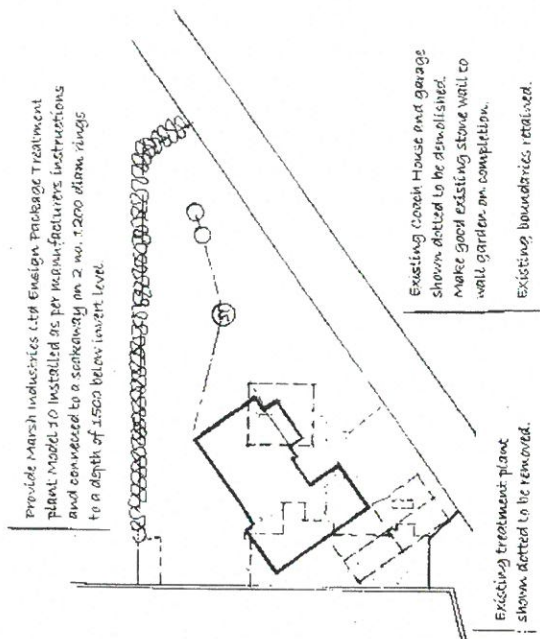 Provide Marsh Industries Ltd Ensign Package Treatment
plant Model 10 Installed as per manufacturers instructions
and connected to a soakaway on 2 no. 1200 diam rings
to a depth of 1500 below invert level.
ST
Existing Coach House and garage
shown dotted to be demolished.
Make good existing stone wall to
wall garden on completion.
Existing boundaries retained.
Existing treatment plant
shown dotted to be removed.